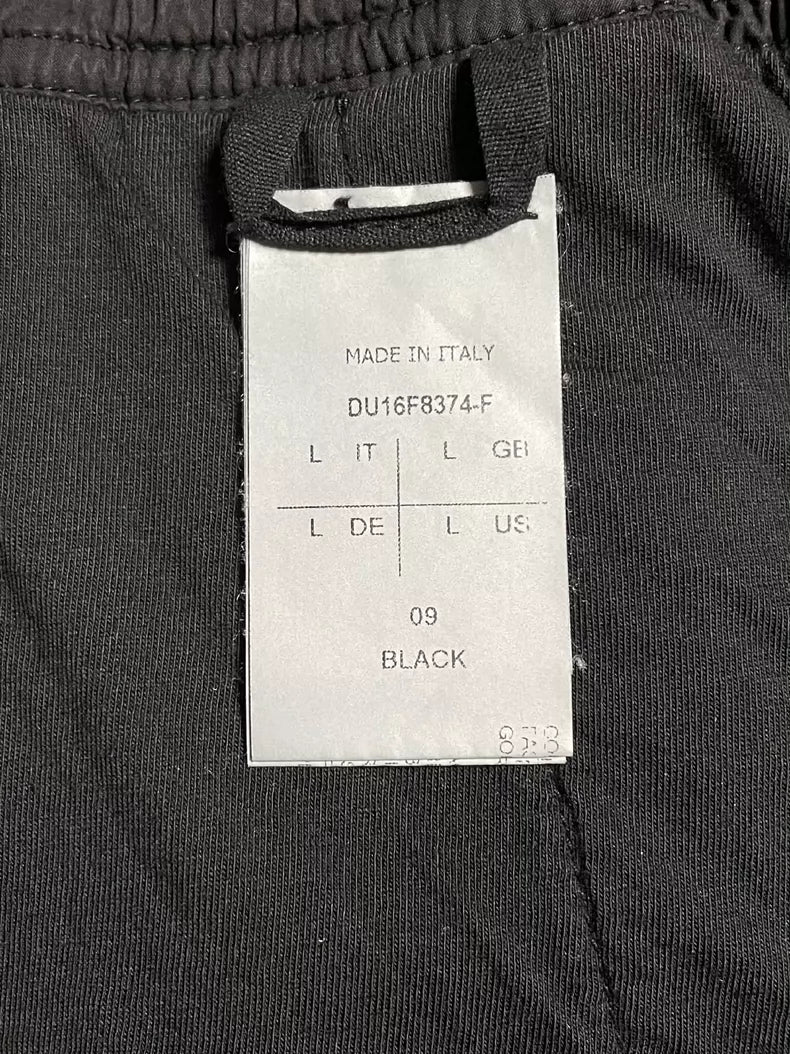 MADE IN ITALY
DU16F8374-F
L IT L GB
L DE L US
09
BLACK